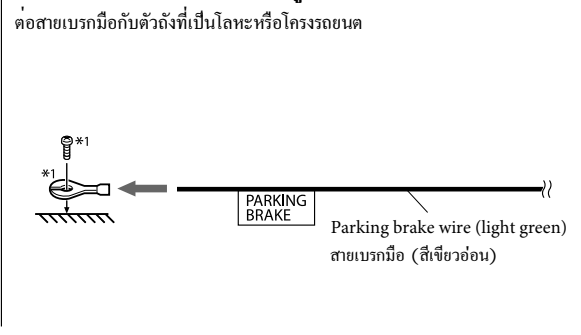 ต่อสายเบรกมือกับตัวถังที่เป็นโลหะหรือโครงรถยนต
*1
*1
PARKING
BRAKE
Parking brake wire (light green)
สายเบรกมือ (สีเขียวอ่อน)